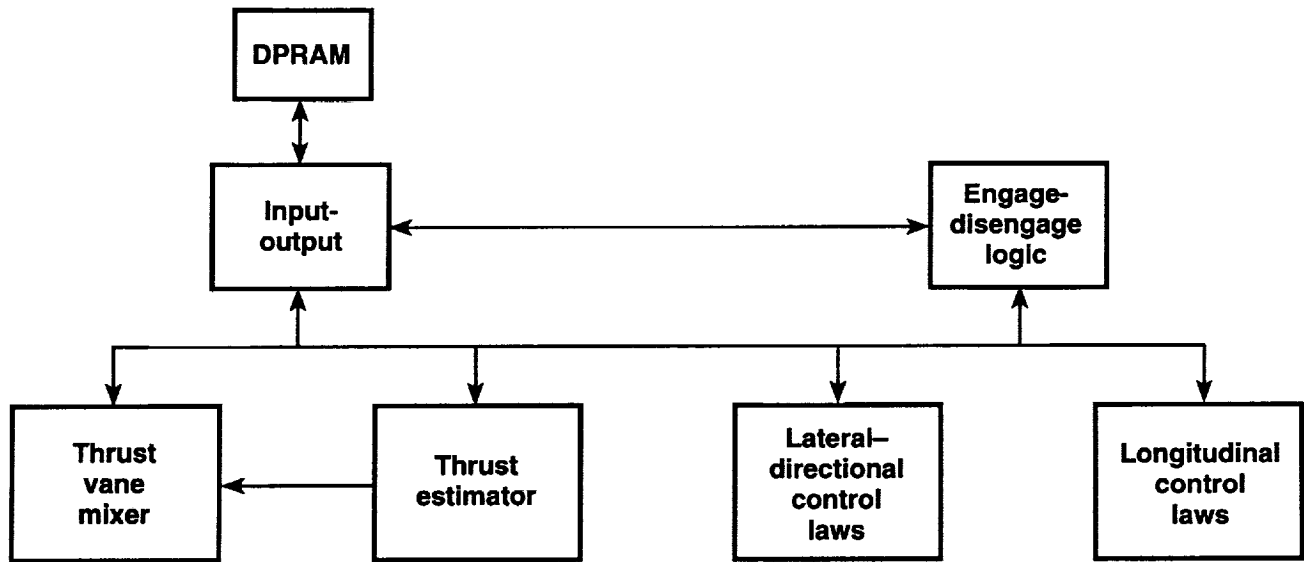 DPRAM
Input-
output
Engage-
disengage
logic
Thrust
vane
mixer
Thrust
estimator
Lateral–
directional
control
laws
Longitudinal
control
laws